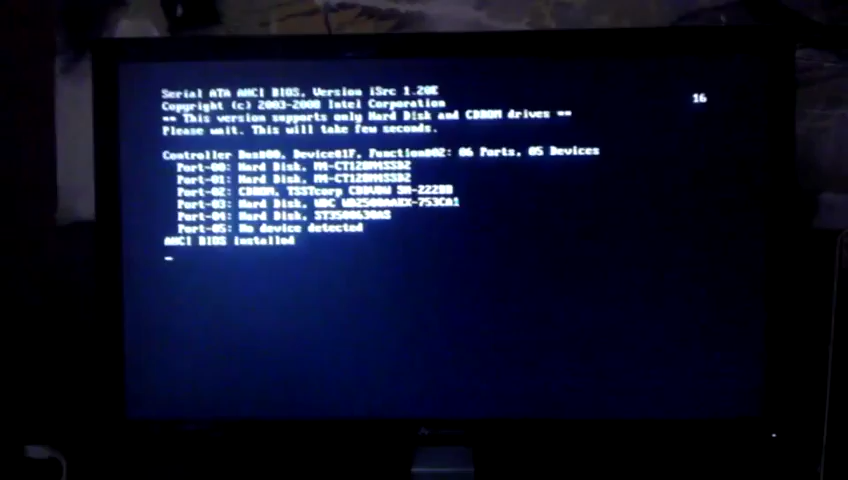 Serial ATA AHCI BIOS, Version iSrc 1.20E
16
Copyright (c) 2003-2008 Intel Corporation
** This version supports only Hard Disk and CDROM drives **
Please wait. This will take few seconds.
Controller Bus#00, Device#1F, Function#02: 06 Ports, 05 Devices
Port-00: Hard Disk, M4-CT128M4SSD2
Port-01: Hard Disk, M4-CT128M4SSD2
Port-02: CDROM, TSSTcorp CDDVDW SH-222BB
Port-03: Hard Disk, WDC WD2500AAKX-753CA1
Port-04: Hard Disk, ST3500630AS
Port-05: No device detected
AHCI BIOS installed